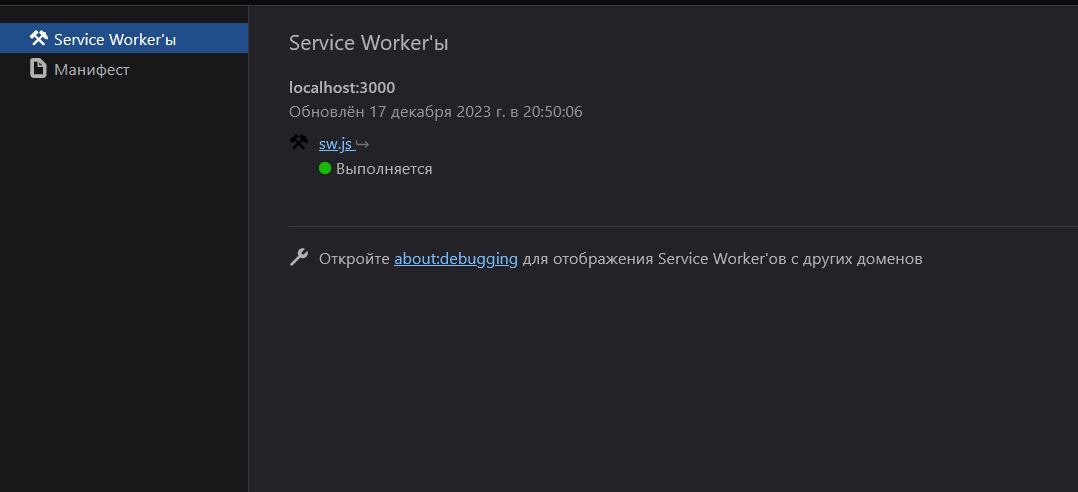 Service Worker'ы
Манифест
Service Worker'ы
localhost:3000
Обновлён 17 декабря 2023 г. в 20:50:06
sw.js
Выполняется
Откройте about:debugging для отображения Service Worker'ов с других доменов